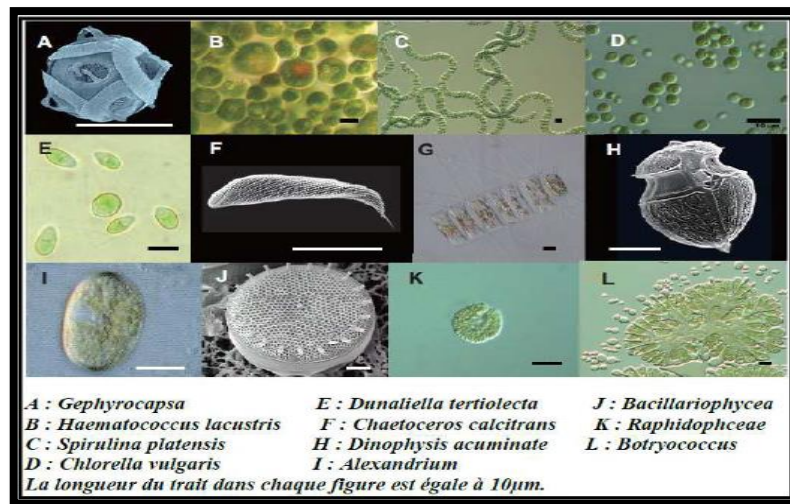 A B C D
E F G H
I J K L
A : Gephyrocapsa E : Dunaliella tertiolecta J : Bacillariophycea
B : Haematococcus lacustris F : Chaetoceros calcitrans K : Raphidophceae
C : Spirulina platensis H : Dinophysis acuminate L : Botryococcus
D : Chlorella vulgaris I : Alexandrium
La longueur du trait dans chaque figure est égale à 10µm.